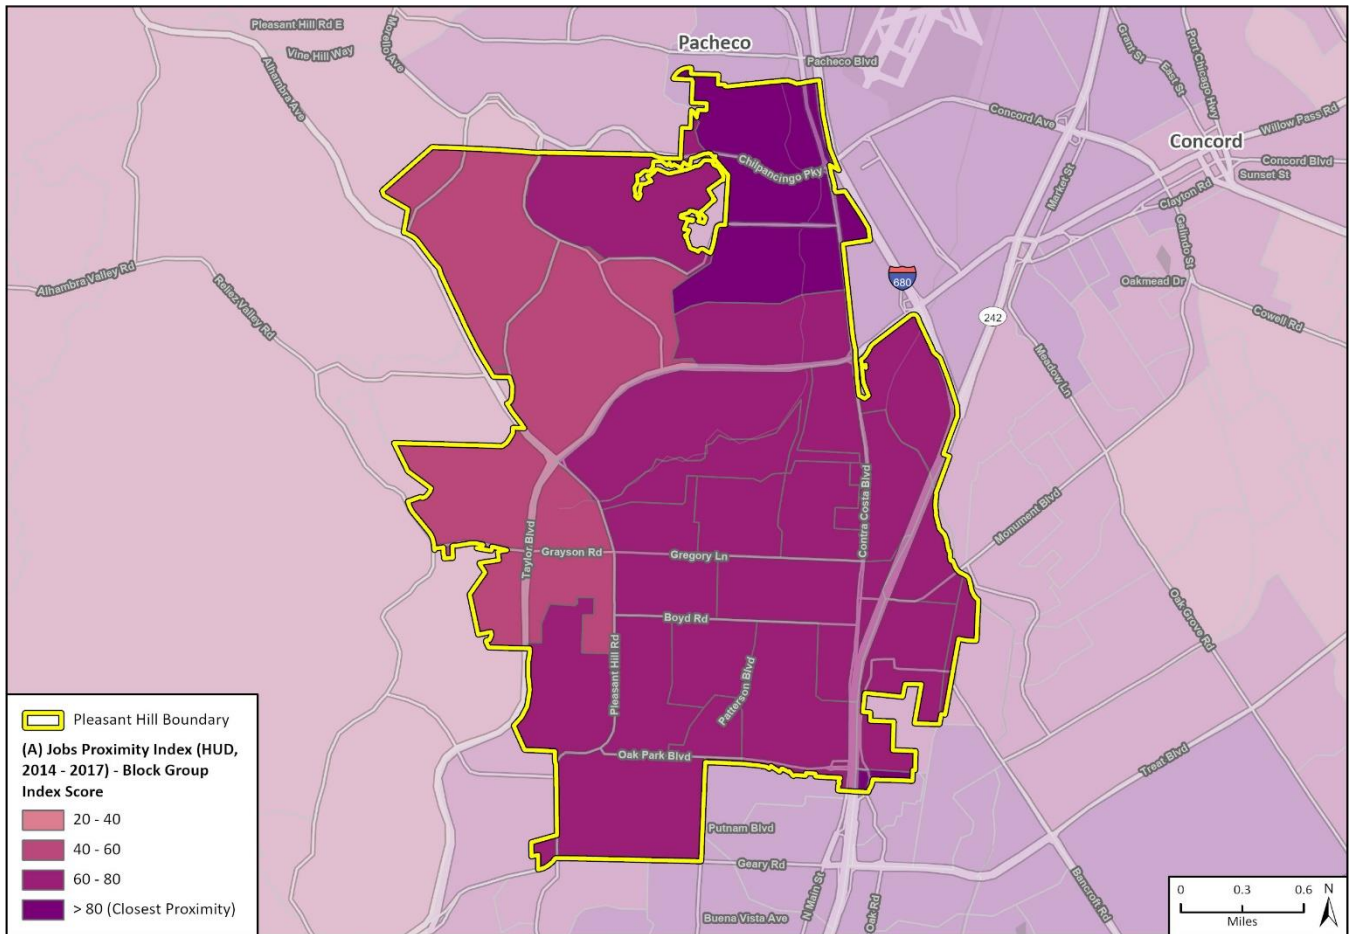 Pleasant Hill Rd E
Vine Hill Way
Morello Ave
Alhambra Ave
Pacheco
Pacheco Blvd
Grant St
East St
Port Chicago Hwy
Willow Pass Rd
Concord Ave
Concord
Concord Blvd
Sunset St
Market St
Clayton Rd
Galindo St
Chilpancingo Pky
Alhambra Valley Rd
Reliez Valley Rd
680
242
Oakmead Dr
Cowell Rd
Meadow Ln
Monument Blvd
Contra Costa Blvd
Taylor Blvd
Grayson Rd
Gregory Ln
Boyd Rd
Oak Grove Rd
Pleasant Hill Rd
Patterson Blvd
Oak Park Blvd
Treat Blvd
Putnam Blvd
Geary Rd
N Main St
Oak Rd
Buena Vista Ave
Bancroft Rd
Pleasant Hill Boundary
(A) Jobs Proximity Index (HUD,
2014 - 2017) - Block Group
Index Score
20 - 40
40 - 60
60 - 80
> 80 (Closest Proximity)
0 0.3 0.6 N
Miles